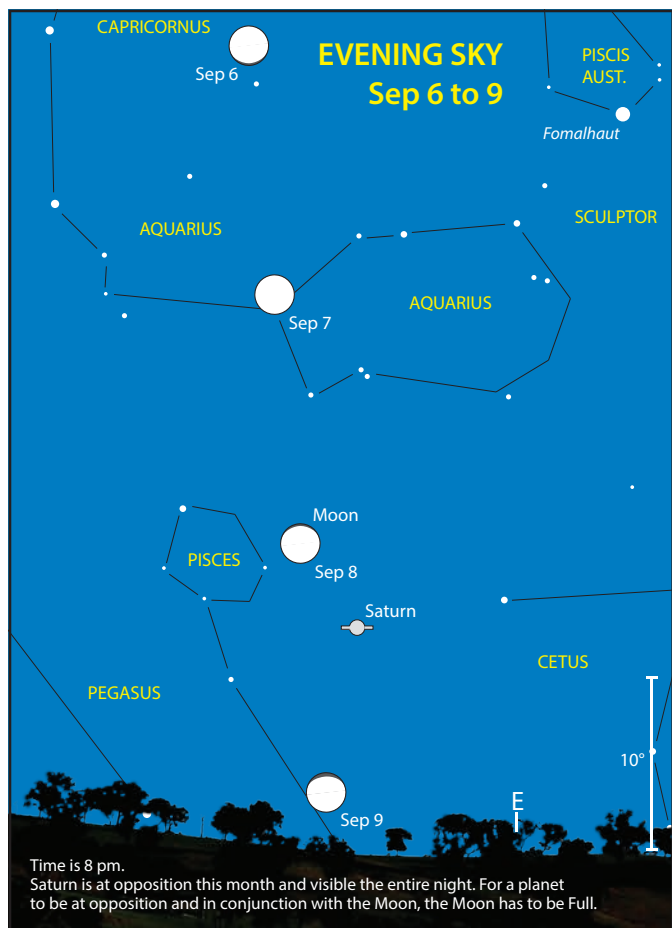 CAPRICORNUS
Sep 6
EVENING SKY
Sep 6 to 9
PISCIS
AUST.
Fomalhaut
AQUARIUS
SCULPTOR
AQUARIUS
Sep 7
Moon
PISCES
Sep 8
Saturn
CETUS
PEGASUS
10°
E
Sep 9
Time is 8 pm.
Saturn is at opposition this month and visible the entire night. For a planet
to be at opposition and in conjunction with the Moon, the Moon has to be Full.